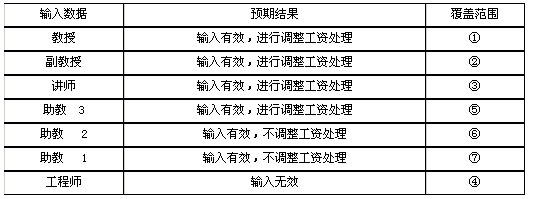 输入数据 预期结果 覆盖范围
教授 输入有效，进行调整工资处理 ①
副教授 输入有效，进行调整工资处理 ②
讲师 输入有效，进行调整工资处理 ③
助教 3 输入有效，进行调整工资处理 ⑤
助教 2 输入有效，不调整工资处理 ⑥
助教 1 输入有效，不调整工资处理 ⑦
工程师 输入无效 ④